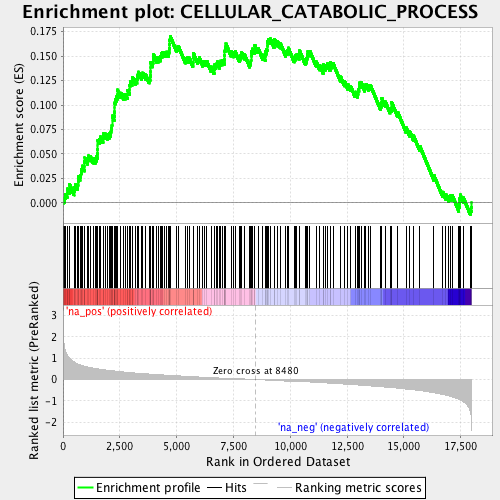 Enrichment plot: CELLULAR_CATABOLIC_PROCESS
Enrichment score (ES)
0.175
0.150
0.125
0.100
0.075
0.050
0.025
0.000
Ranked list metric (PreRanked)
3
2
1
0
-1
-2
'na_pos' (positively correlated)
Zero cross at 8480
'na_neg' (negatively correlated)
0
2,500
5,000
7,500
10,000
12,500
15,000
17,500
Rank in Ordered Dataset
Enrichment profile
Hits
Ranking metric scores